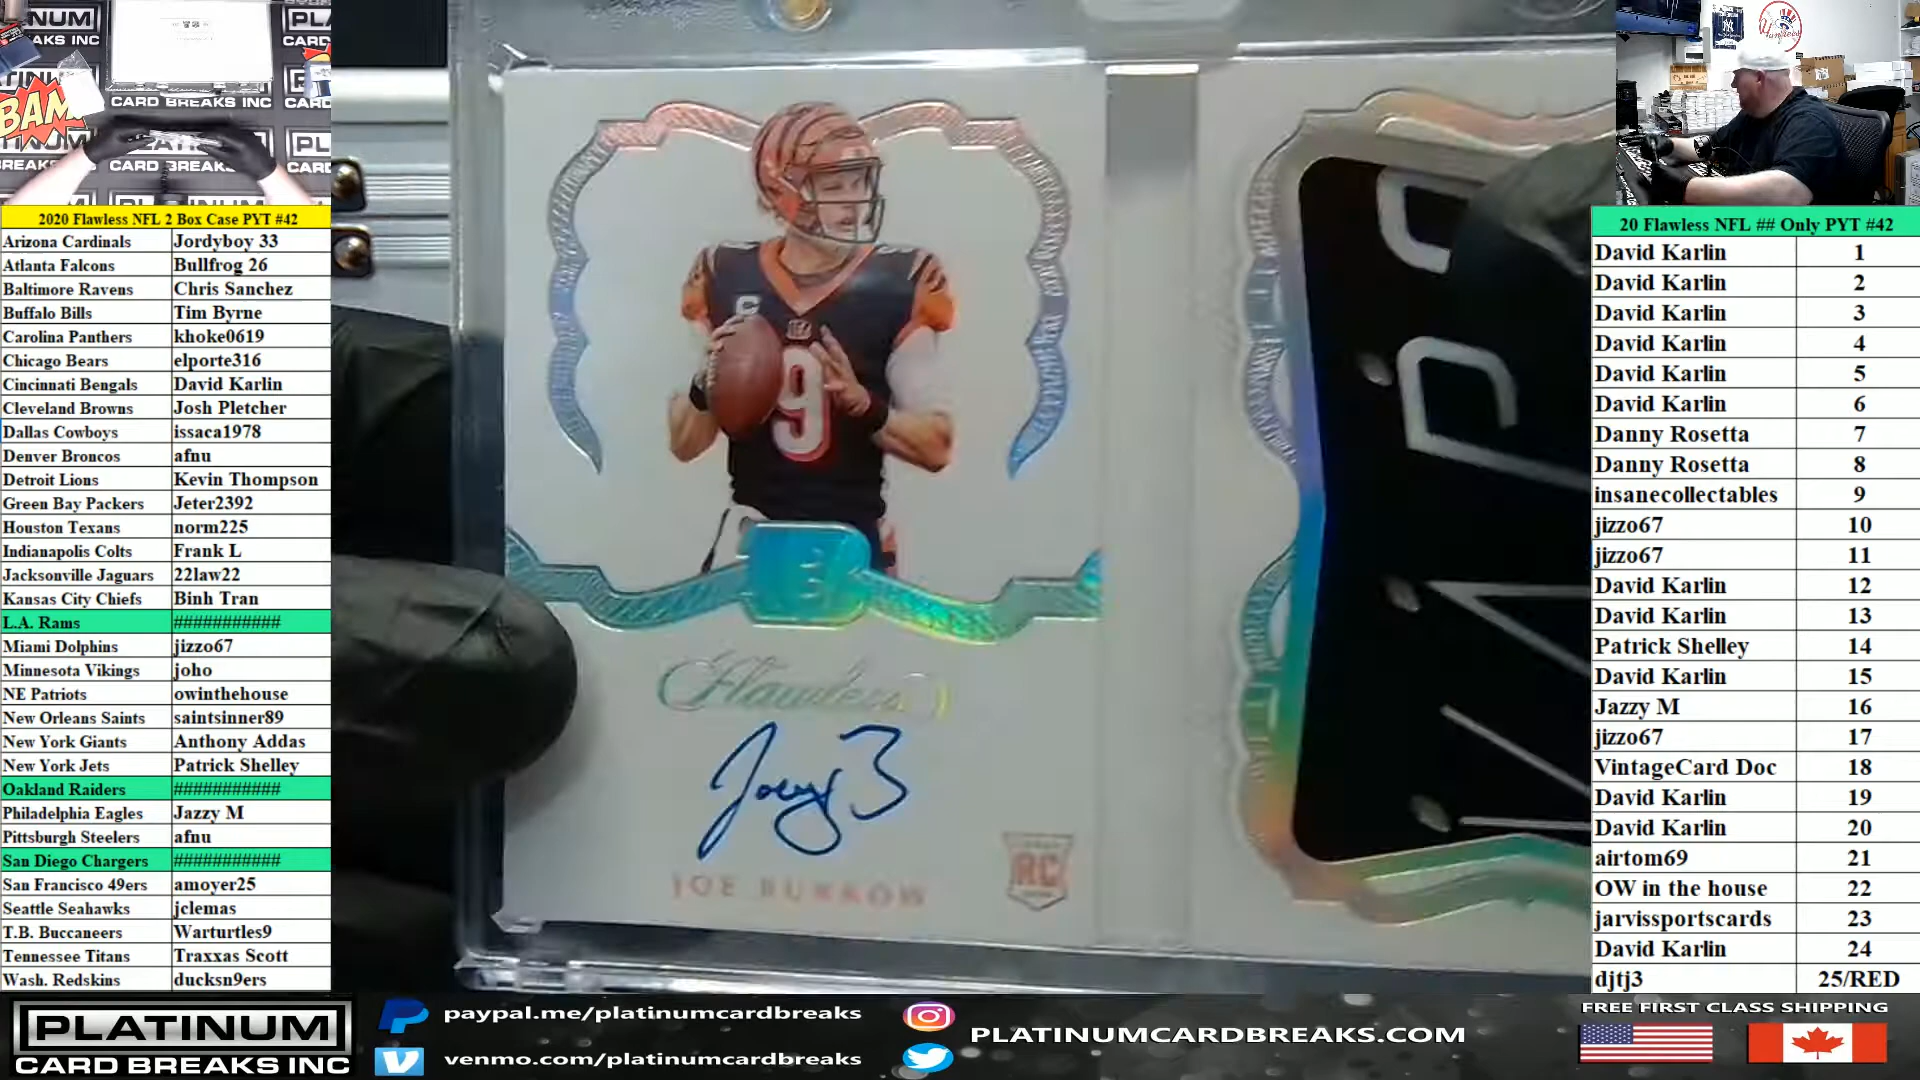 2020 Flawless NFL 2 Box Case PYT #42
Arizona Cardinals Jordyboy 33
Atlanta Falcons Bullfrog 26
Baltimore Ravens Chris Sanchez
Buffalo Bills Tim Byrne
Carolina Panthers khoke0619
Chicago Bears elporte316
Cincinnati Bengals David Karlin
Cleveland Browns Josh Pletcher
Dallas Cowboys issaca1978
Denver Broncos afnu
Detroit Lions Kevin Thompson
Green Bay Packers Jeter2392
Houston Texans norm225
Indianapolis Colts Frank L
Jacksonville Jaguars 22law22
Kansas City Chiefs Binh Tran
L.A. Rams ###########
Miami Dolphins jizzo67
Minnesota Vikings joho
NE Patriots owinthehouse
New Orleans Saints saintsinner89
New York Giants Anthony Addas
New York Jets Patrick Shelley
Oakland Raiders ###########
Philadelphia Eagles Jazzy M
Pittsburgh Steelers afnu
San Diego Chargers ###########
San Francisco 49ers amoyer25
Seattle Seahawks jclemas
T.B. Buccaneers Warturtles9
Tennessee Titans Traxxas Scott
Wash. Redskins ducksn9ers
BAM
CARD BREAKS INC
C
9
Flawless
Joey B
JOE BURROW
RC
20 Flawless NFL ## Only PYT #42
David Karlin 1
David Karlin 2
David Karlin 3
David Karlin 4
David Karlin 5
David Karlin 6
Danny Rosetta 7
Danny Rosetta 8
insanecollectables 9
jizzo67 10
jizzo67 11
David Karlin 12
David Karlin 13
Patrick Shelley 14
David Karlin 15
Jazzy M 16
jizzo67 17
VintageCard Doc 18
David Karlin 19
David Karlin 20
airtom69 21
OW in the house 22
jarvissportscards 23
David Karlin 24
djtj3 25/RED
PLATINUM
CARD BREAKS INC
paypal.me/platinumcardbreaks
venmo.com/platinumcardbreaks
PLATINUMCARDBREAKS.COM
FREE FIRST CLASS SHIPPING